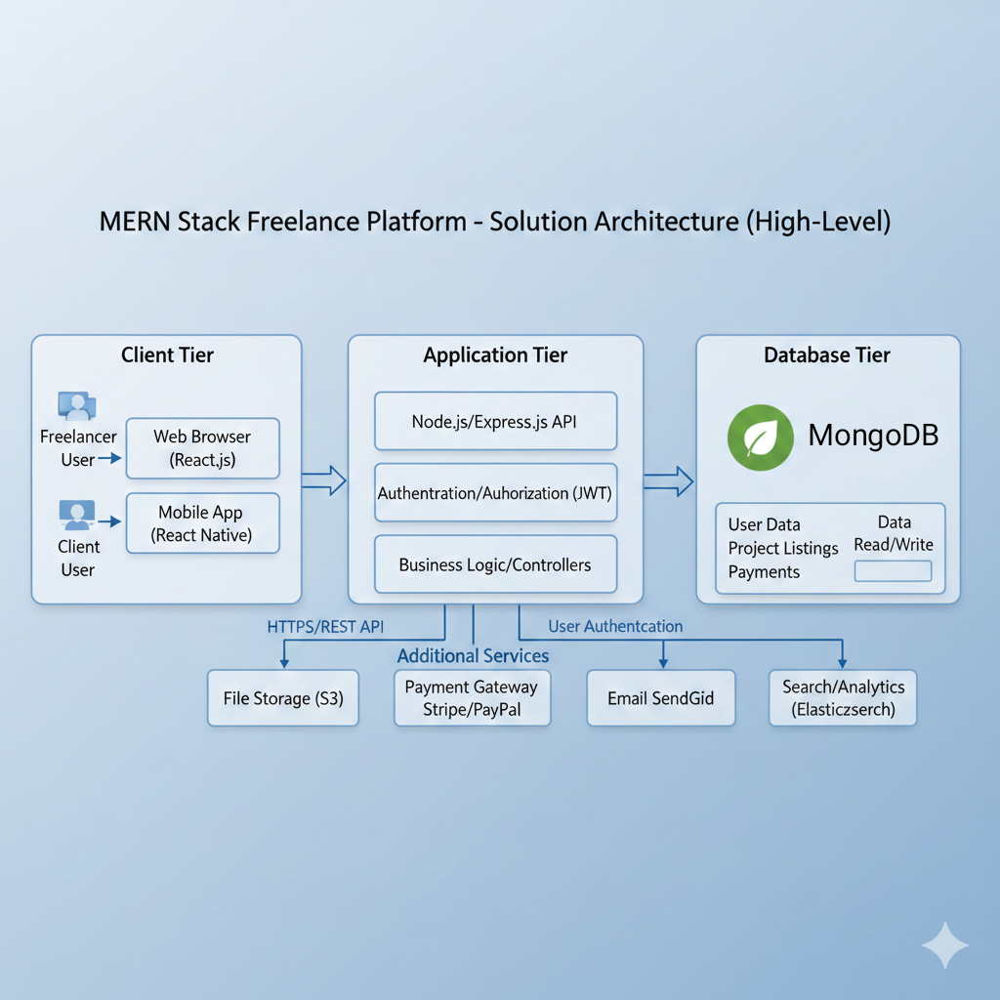 MERN Stack Freelance Platform - Solution Architecture (High-Level)
Client Tier
Freelancer
User
Web Browser
(React.js)
Client
User
Mobile App
(React Native)
Application Tier
Node.js/Express.js API
Authentration/Auhorization (JWT)
Business Logic/Controllers
Database Tier
MongoDB
User Data
Project Listings
Payments
Data
Read/Write
HTTPS/REST API
User Authentcation
Additional Services
File Storage (S3)
Payment Gateway
Stripe/PayPal
Email SendGid
Search/Analytics
(Elasticzserch)